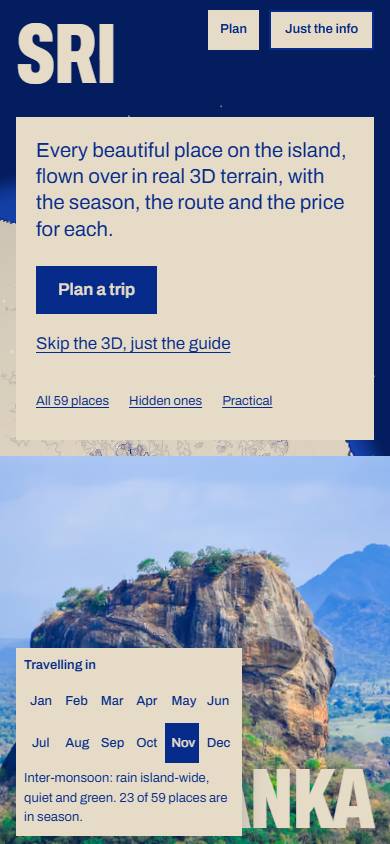 SRI
Plan
Just the info
Every beautiful place on the island,
flown over in real 3D terrain, with
the season, the route and the price
for each.
Plan a trip
Skip the 3D, just the guide
All 59 places
Hidden ones
Practical
Travelling in
Jan Feb Mar Apr May Jun
Jul Aug Sep Oct Nov Dec
Inter-monsoon: rain island-wide,
quiet and green. 23 of 59 places are
in season.
ANKA